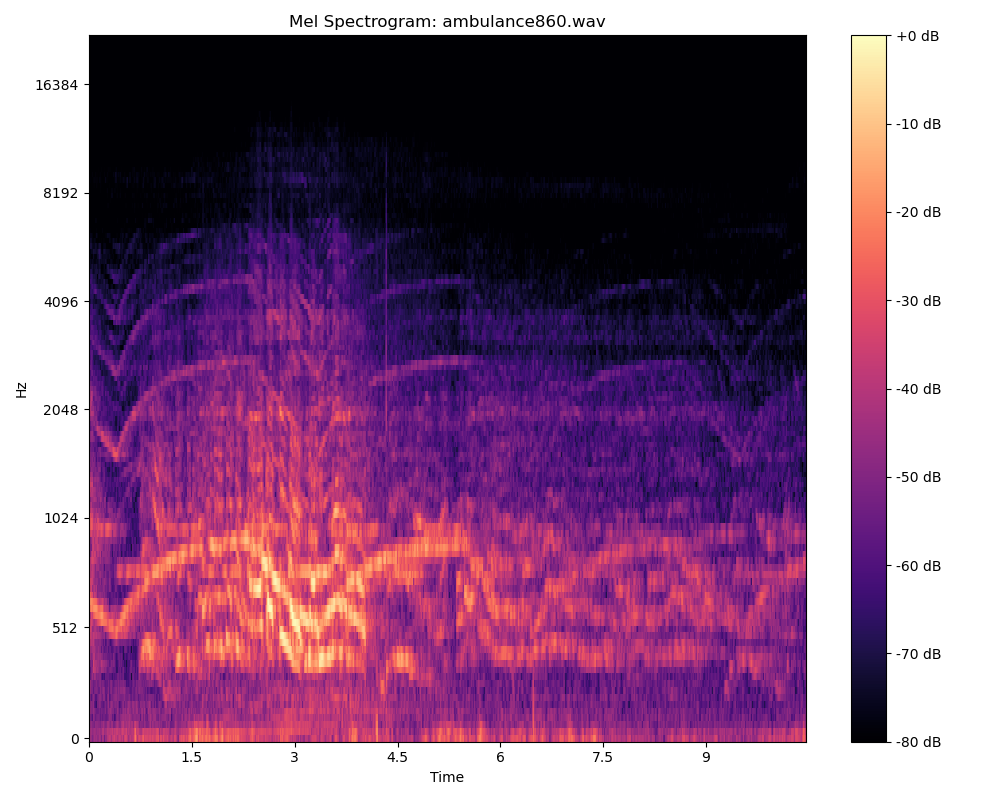 Mel Spectrogram: ambulance860.wav
+0 dB
16384
-10 dB
8192
-20 dB
4096
-30 dB
Hz
2048
-40 dB
1024
-50 dB
512
-60 dB
-70 dB
0
-80 dB
0 1.5 3 4.5 6 7.5 9
Time